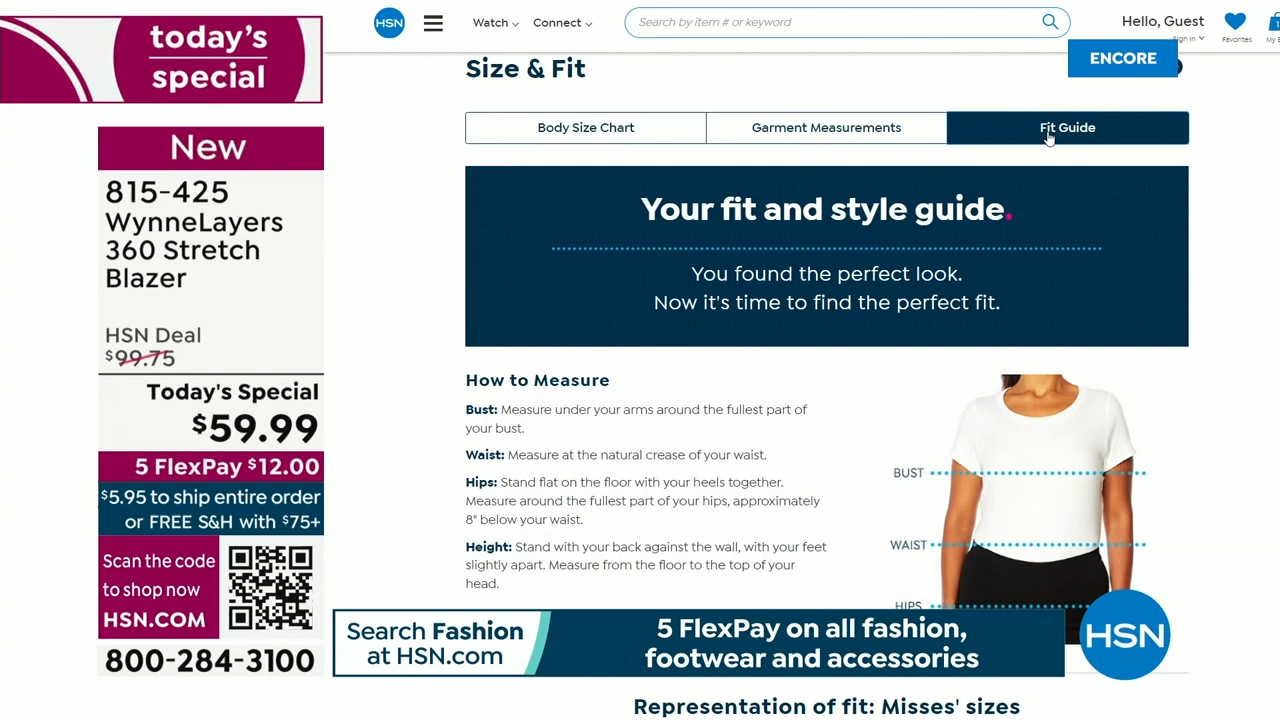 today's
special
New
815-425
WynneLayers
360 Stretch
Blazer
HSN Deal
$99.75
Today's Special
$59.99
5 FlexPay $12.00
$5.95 to ship entire order
or FREE S&H with $75+
Scan the code
to shop now
HSN.COM
800-284-3100
HSN
Watch
Connect
Search by item # or keyword
Hello, Guest
Sign In
Favorites
ENCORE
Size & Fit
Body Size Chart
Garment Measurements
Fit Guide
Your fit and style guide.
You found the perfect look.
Now it's time to find the perfect fit.
How to Measure
Bust: Measure under your arms around the fullest part of
your bust.
Waist: Measure at the natural crease of your waist.
Hips: Stand flat on the floor with your heels together.
Measure around the fullest part of your hips, approximately
8" below your waist.
Height: Stand with your back against the wall, with your feet
slightly apart. Measure from the floor to the top of your
head.
BUST
WAIST
HIPS
Search Fashion
at HSN.com
5 FlexPay on all fashion,
footwear and accessories
HSN
Representation of fit: Misses' sizes